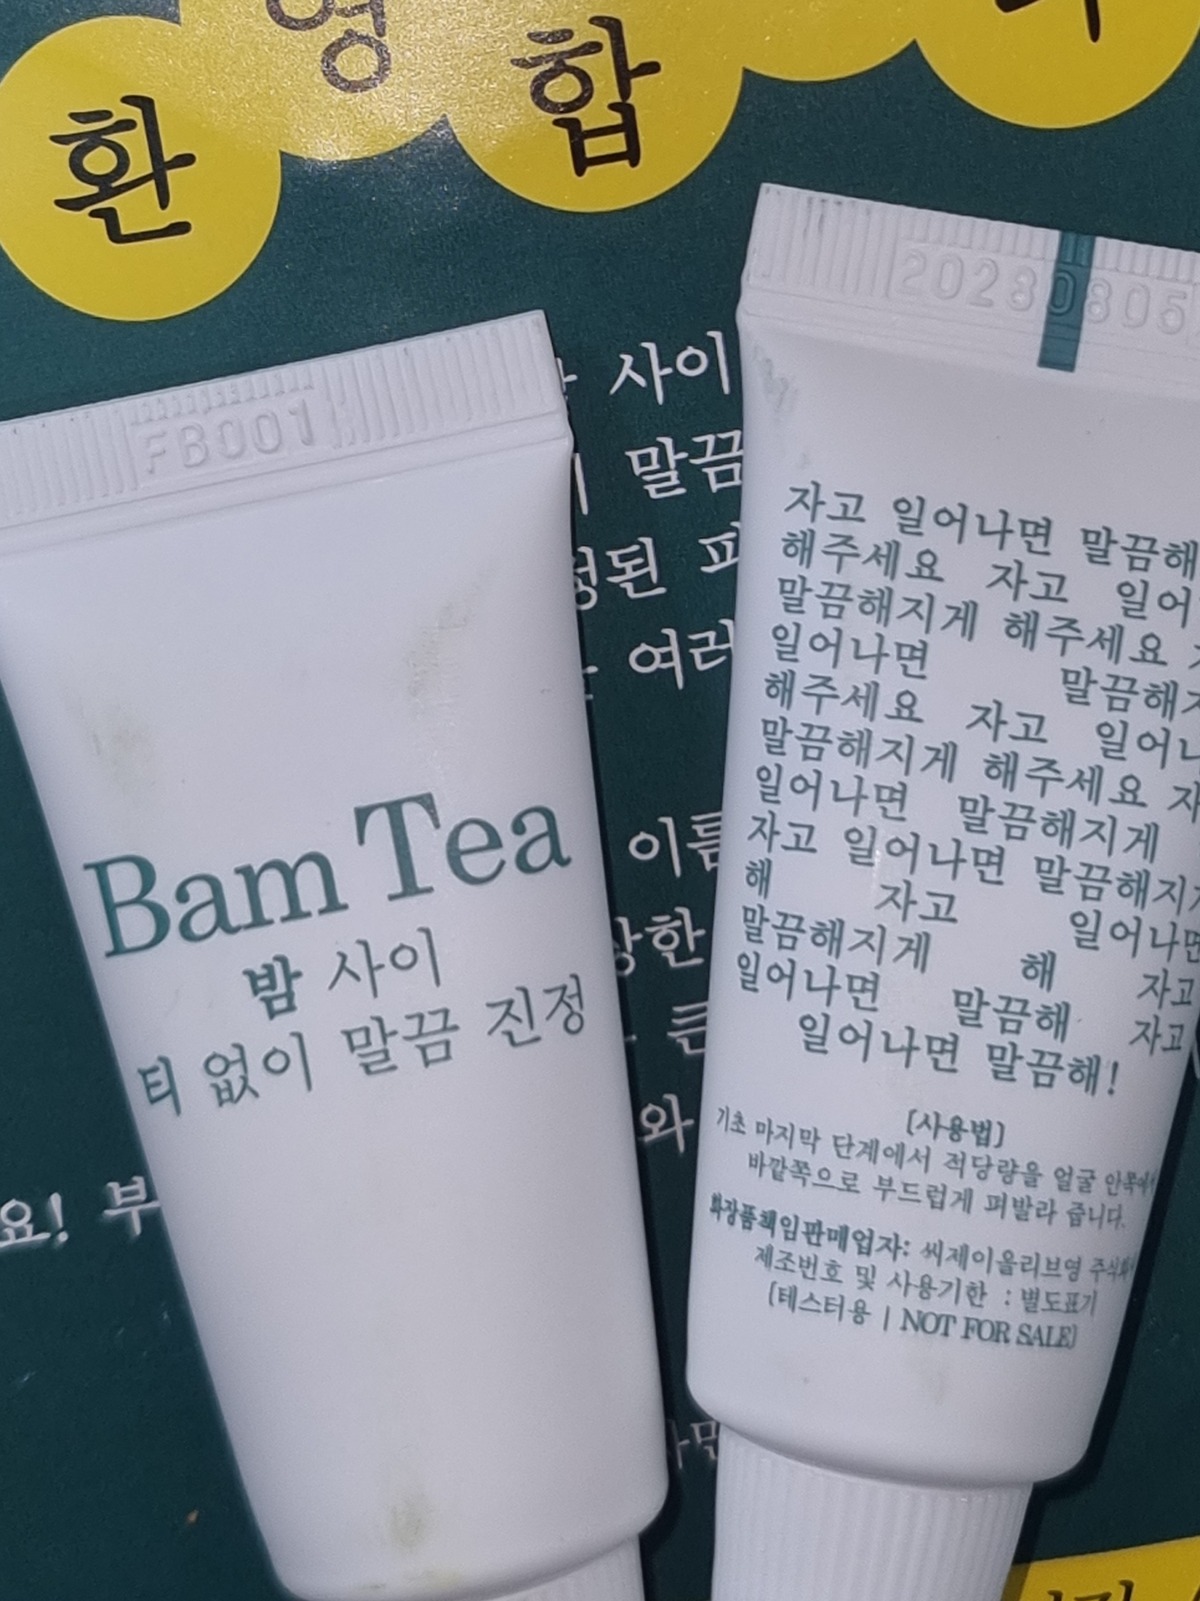 환
영
합
사이
말끔
정된 피
여러
이름
상한
큰
와
요! 부
FB001
Bam Tea
밤 사이
티 없이 말끔 진정
20230805
자고 일어나면 말끔해
해주세요 자고 일어
말끔해지게 해주세요
일어나면 말끔해지
해주세요 자고 일어나
말끔해지게 해주세요 자
일어나면 말끔해지게
자고 일어나면 말끔해지
해 자고 일어나면
말끔해지게 해 자고
일어나면 말끔해 자고
일어나면 말끔해!
[사용법]
기초 마지막 단계에서 적당량을 얼굴 안쪽에서
바깥쪽으로 부드럽게 펴발라 줍니다.
화장품책임판매업자: 씨제이올리브영 주식회
제조번호 및 사용기한 : 별도표기
[테스터용 | NOT FOR SALE]